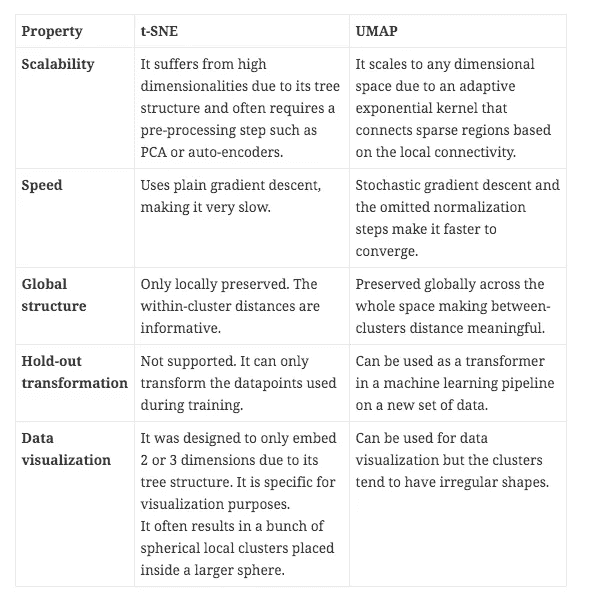 Property
t-SNE
UMAP
Scalability
It suffers from high
dimensionalities due to its tree
structure and often requires a
pre-processing step such as
PCA or auto-encoders.
It scales to any dimensional
space due to an adaptive
exponential kernel that
connects sparse regions based
on the local connectivity.
Speed
Uses plain gradient descent,
making it very slow.
Stochastic gradient descent and
the omitted normalization
steps make it faster to
converge.
Global
structure
Only locally preserved. The
within-cluster distances are
informative.
Preserved globally across the
whole space making between-
clusters distance meaningful.
Hold-out
transformation
Not supported. It can only
transform the datapoints used
during training.
Can be used as a transformer
in a machine learning pipeline
on a new set of data.
Data
visualization
It was designed to only embed
2 or 3 dimensions due to its
tree structure. It is specific for
visualization purposes.
It often results in a bunch of
spherical local clusters placed
inside a larger sphere.
Can be used for data
visualization but the clusters
tend to have irregular shapes.